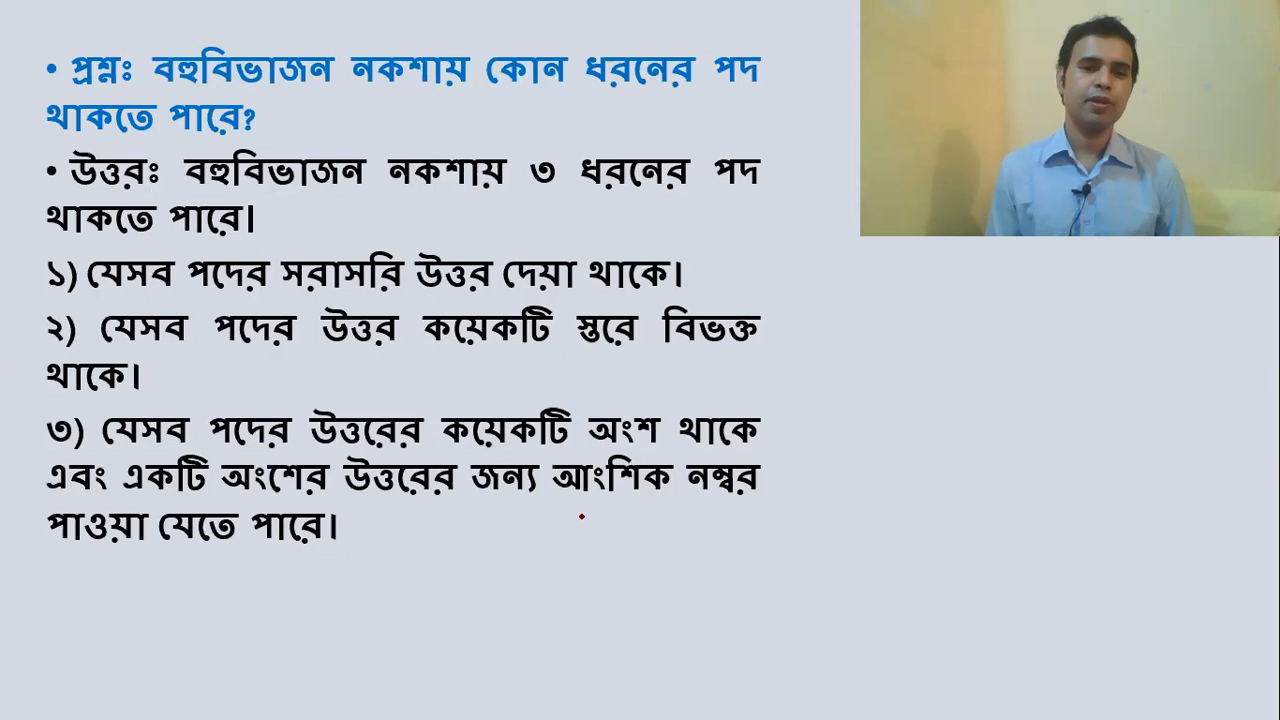 • প্রশ্নঃ বহুবিভাজন নকশায় কোন ধরনের পদ
থাকতে পারে?
• উত্তরঃ বহুবিভাজন নকশায় ৩ ধরনের পদ
থাকতে পারে।
১) যেসব পদের সরাসরি উত্তর দেয়া থাকে।
২) যেসব পদের উত্তর কয়েকটি স্তরে বিভক্ত
থাকে।
৩) যেসব পদের উত্তরের কয়েকটি অংশ থাকে
এবং একটি অংশের উত্তরের জন্য আংশিক নম্বর
পাওয়া যেতে পারে।